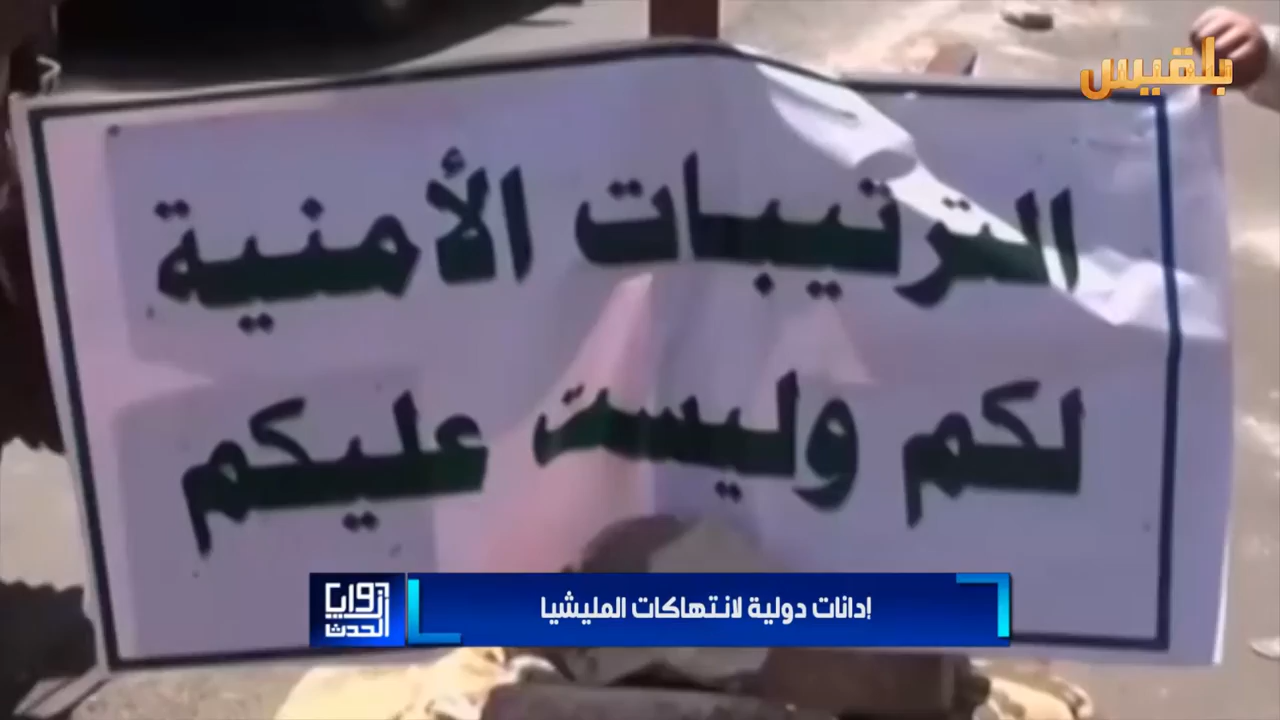 بلقيس
الترتيبات الأمنية
لكم وليست عليكم
إدانات دولية لانتهاكات المليشيا
زوايا
الحدث